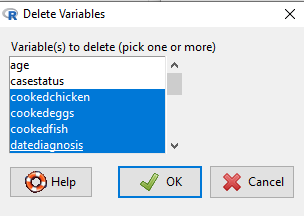 Delete Variables
Variable(s) to delete (pick one or more)
age
casestatus
cookedchicken
cookedeggs
cookedfish
datediagnosis
Help
OK
Cancel